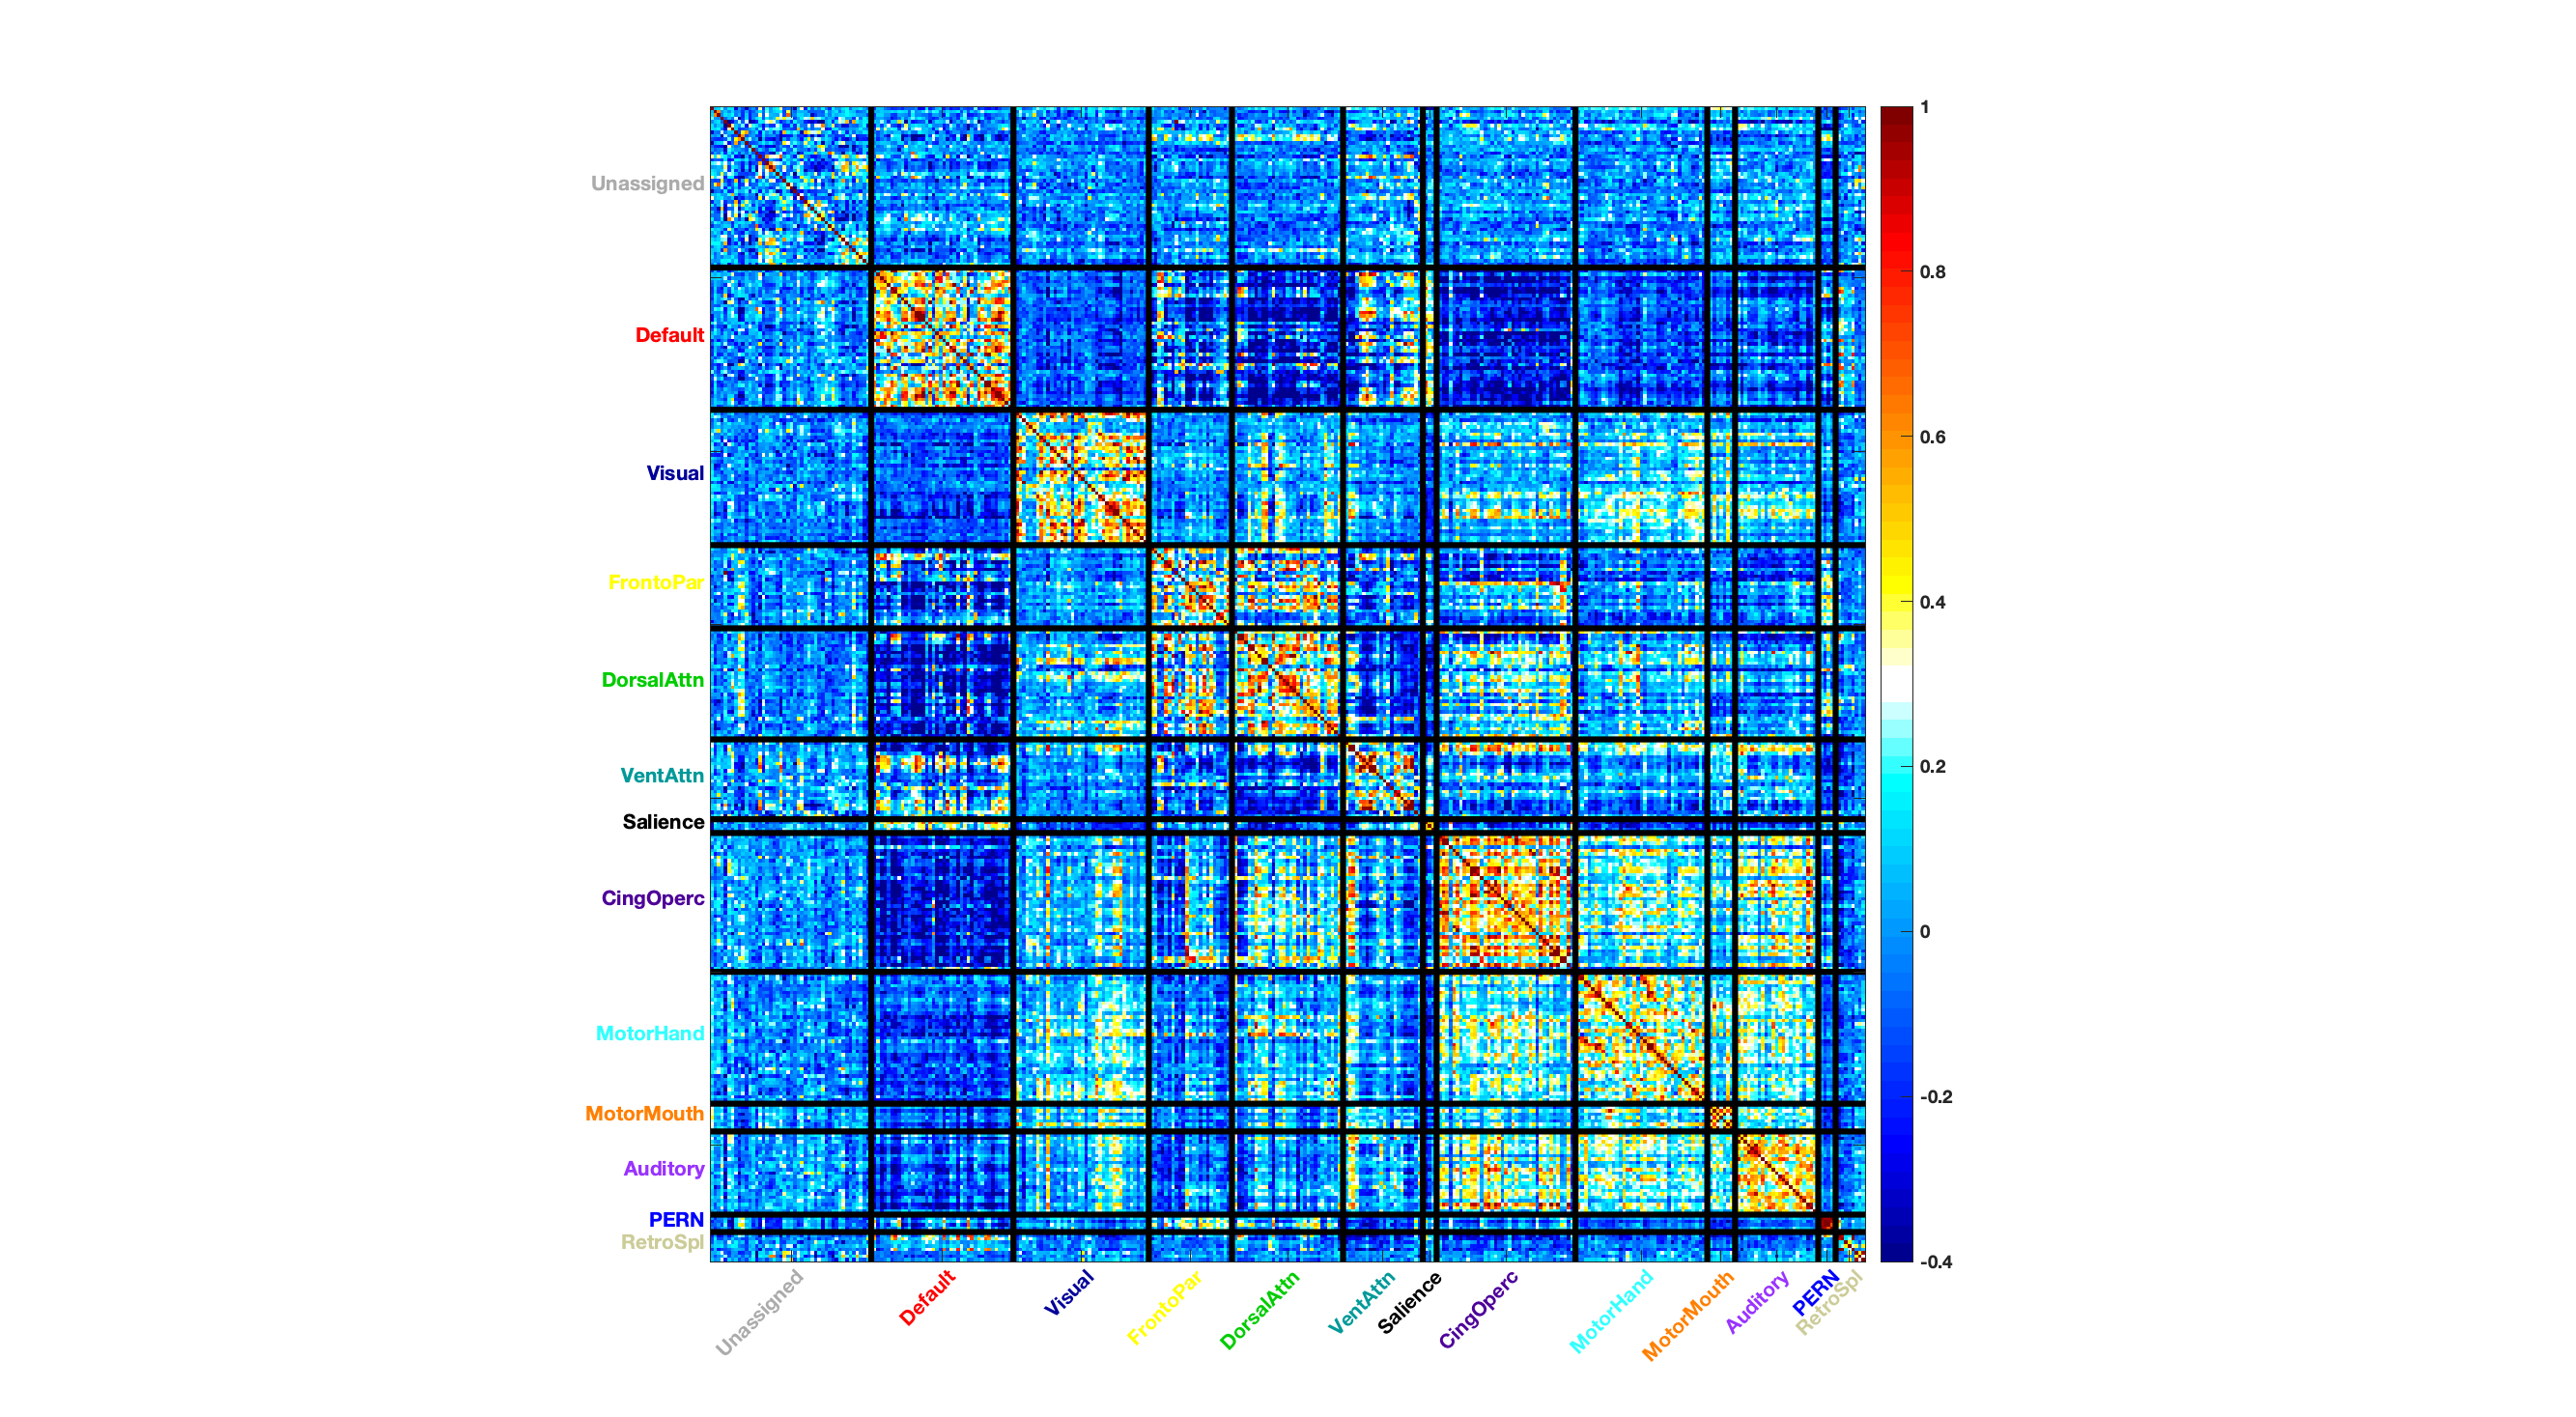 Unassigned
Default
Visual
FrontoPar
DorsalAttn
VentAttn
Salience
CingOperc
MotorHand
MotorMouth
Auditory
PERN
RetroSpl
Unassigned
Default
Visual
FrontoPar
DorsalAttn
VentAttn
Salience
CingOperc
MotorHand
MotorMouth
Auditory
PERN
RetroSpl
1
0.8
0.6
0.4
0.2
0
-0.2
-0.4